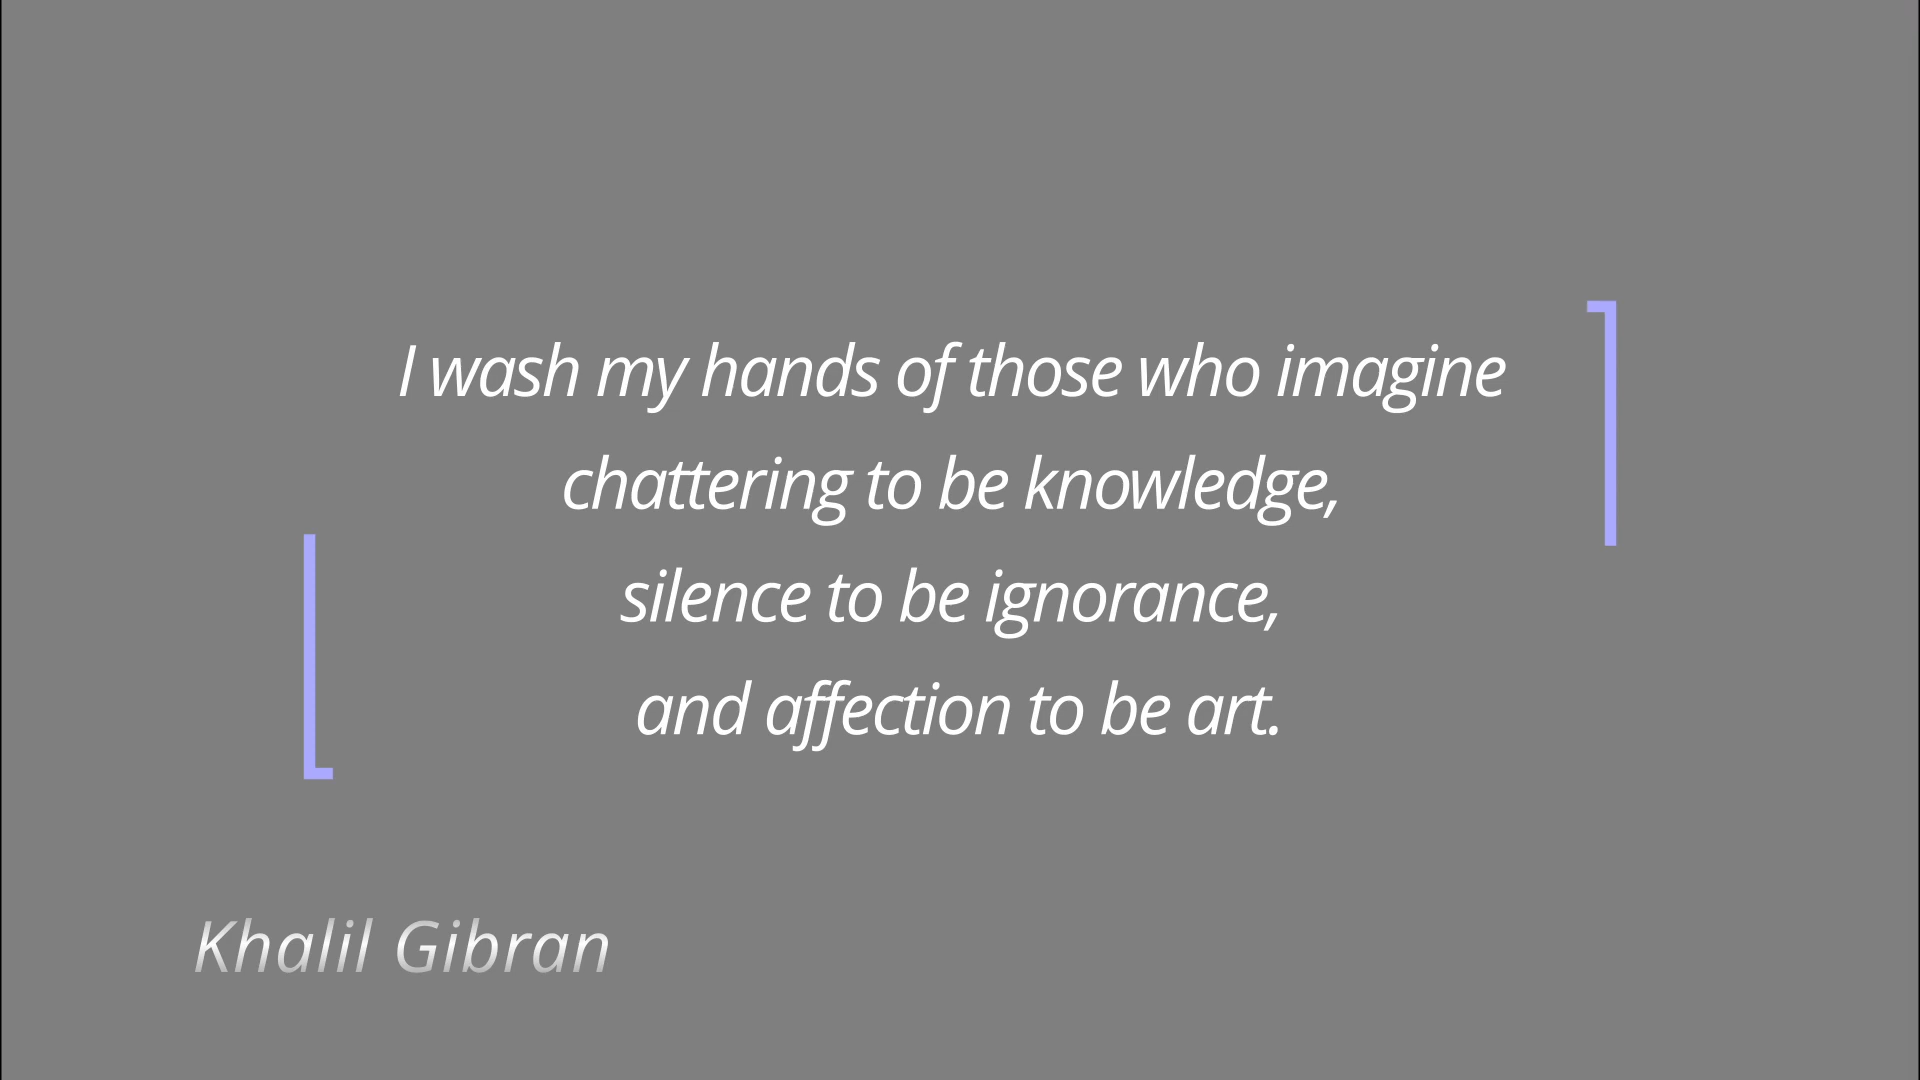 I wash my hands of those who imagine
chattering to be knowledge,
silence to be ignorance,
and affection to be art.
Khalil Gibran